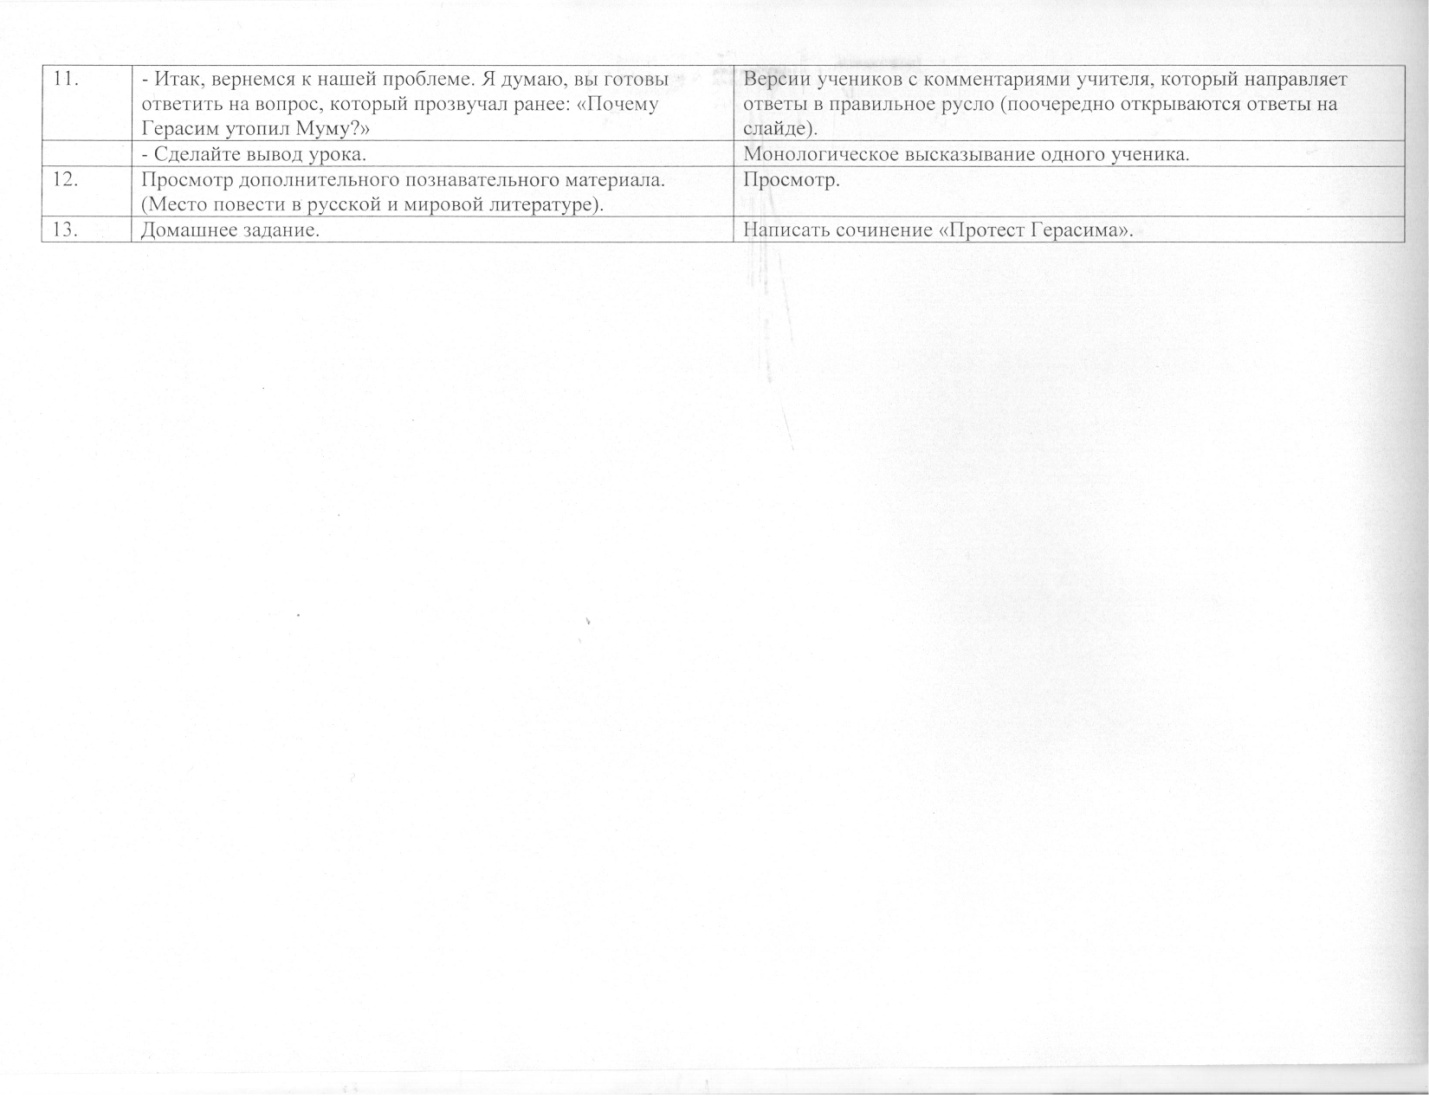 11.
- Итак, вернемся к нашей проблеме. Я думаю, вы готовы
ответить на вопрос, который прозвучал ранее: «Почему
Герасим утопил Муму?»
Версии учеников с комментариями учителя, который направляет
ответы в правильное русло (поочередно открываются ответы на
слайде).
- Сделайте вывод урока.
Монологическое высказывание одного ученика.
12.
Просмотр дополнительного познавательного материала.
(Место повести в русской и мировой литературе).
Просмотр.
13.
Домашнее задание.
Написать сочинение «Протест Герасима».